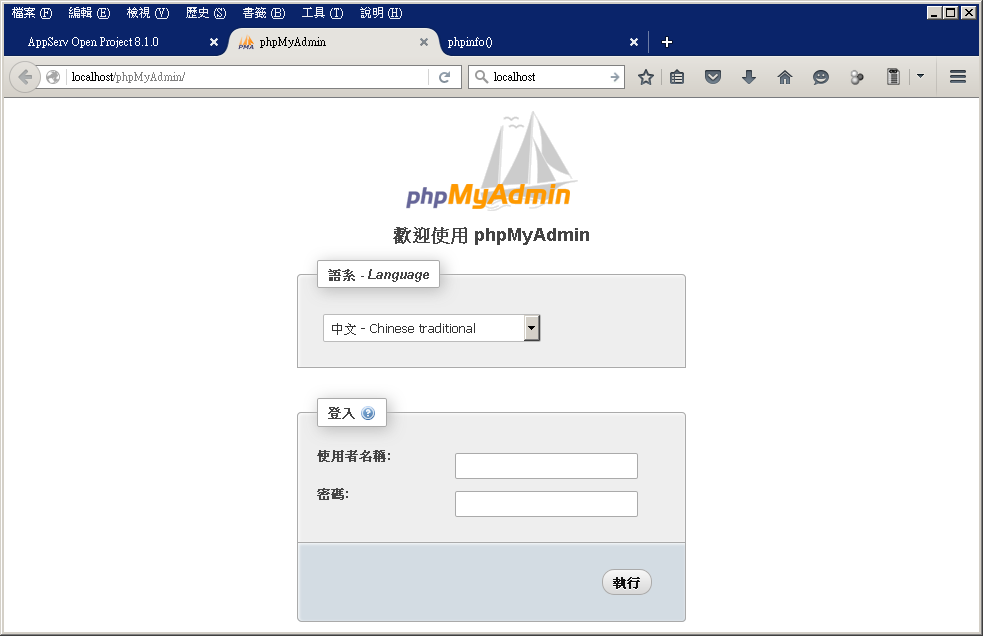 檔案 (F) 編輯 (E) 檢視 (V) 歷史 (S) 書籤 (B) 工具 (T) 說明 (H)
AppServ Open Project 8.1.0 PMA phpMyAdmin phpinfo()
localhost/phpMyAdmin/ localhost
phpMyAdmin
歡迎使用 phpMyAdmin
語系 - Language
中文 - Chinese traditional
登入
使用者名稱:
密碼:
執行